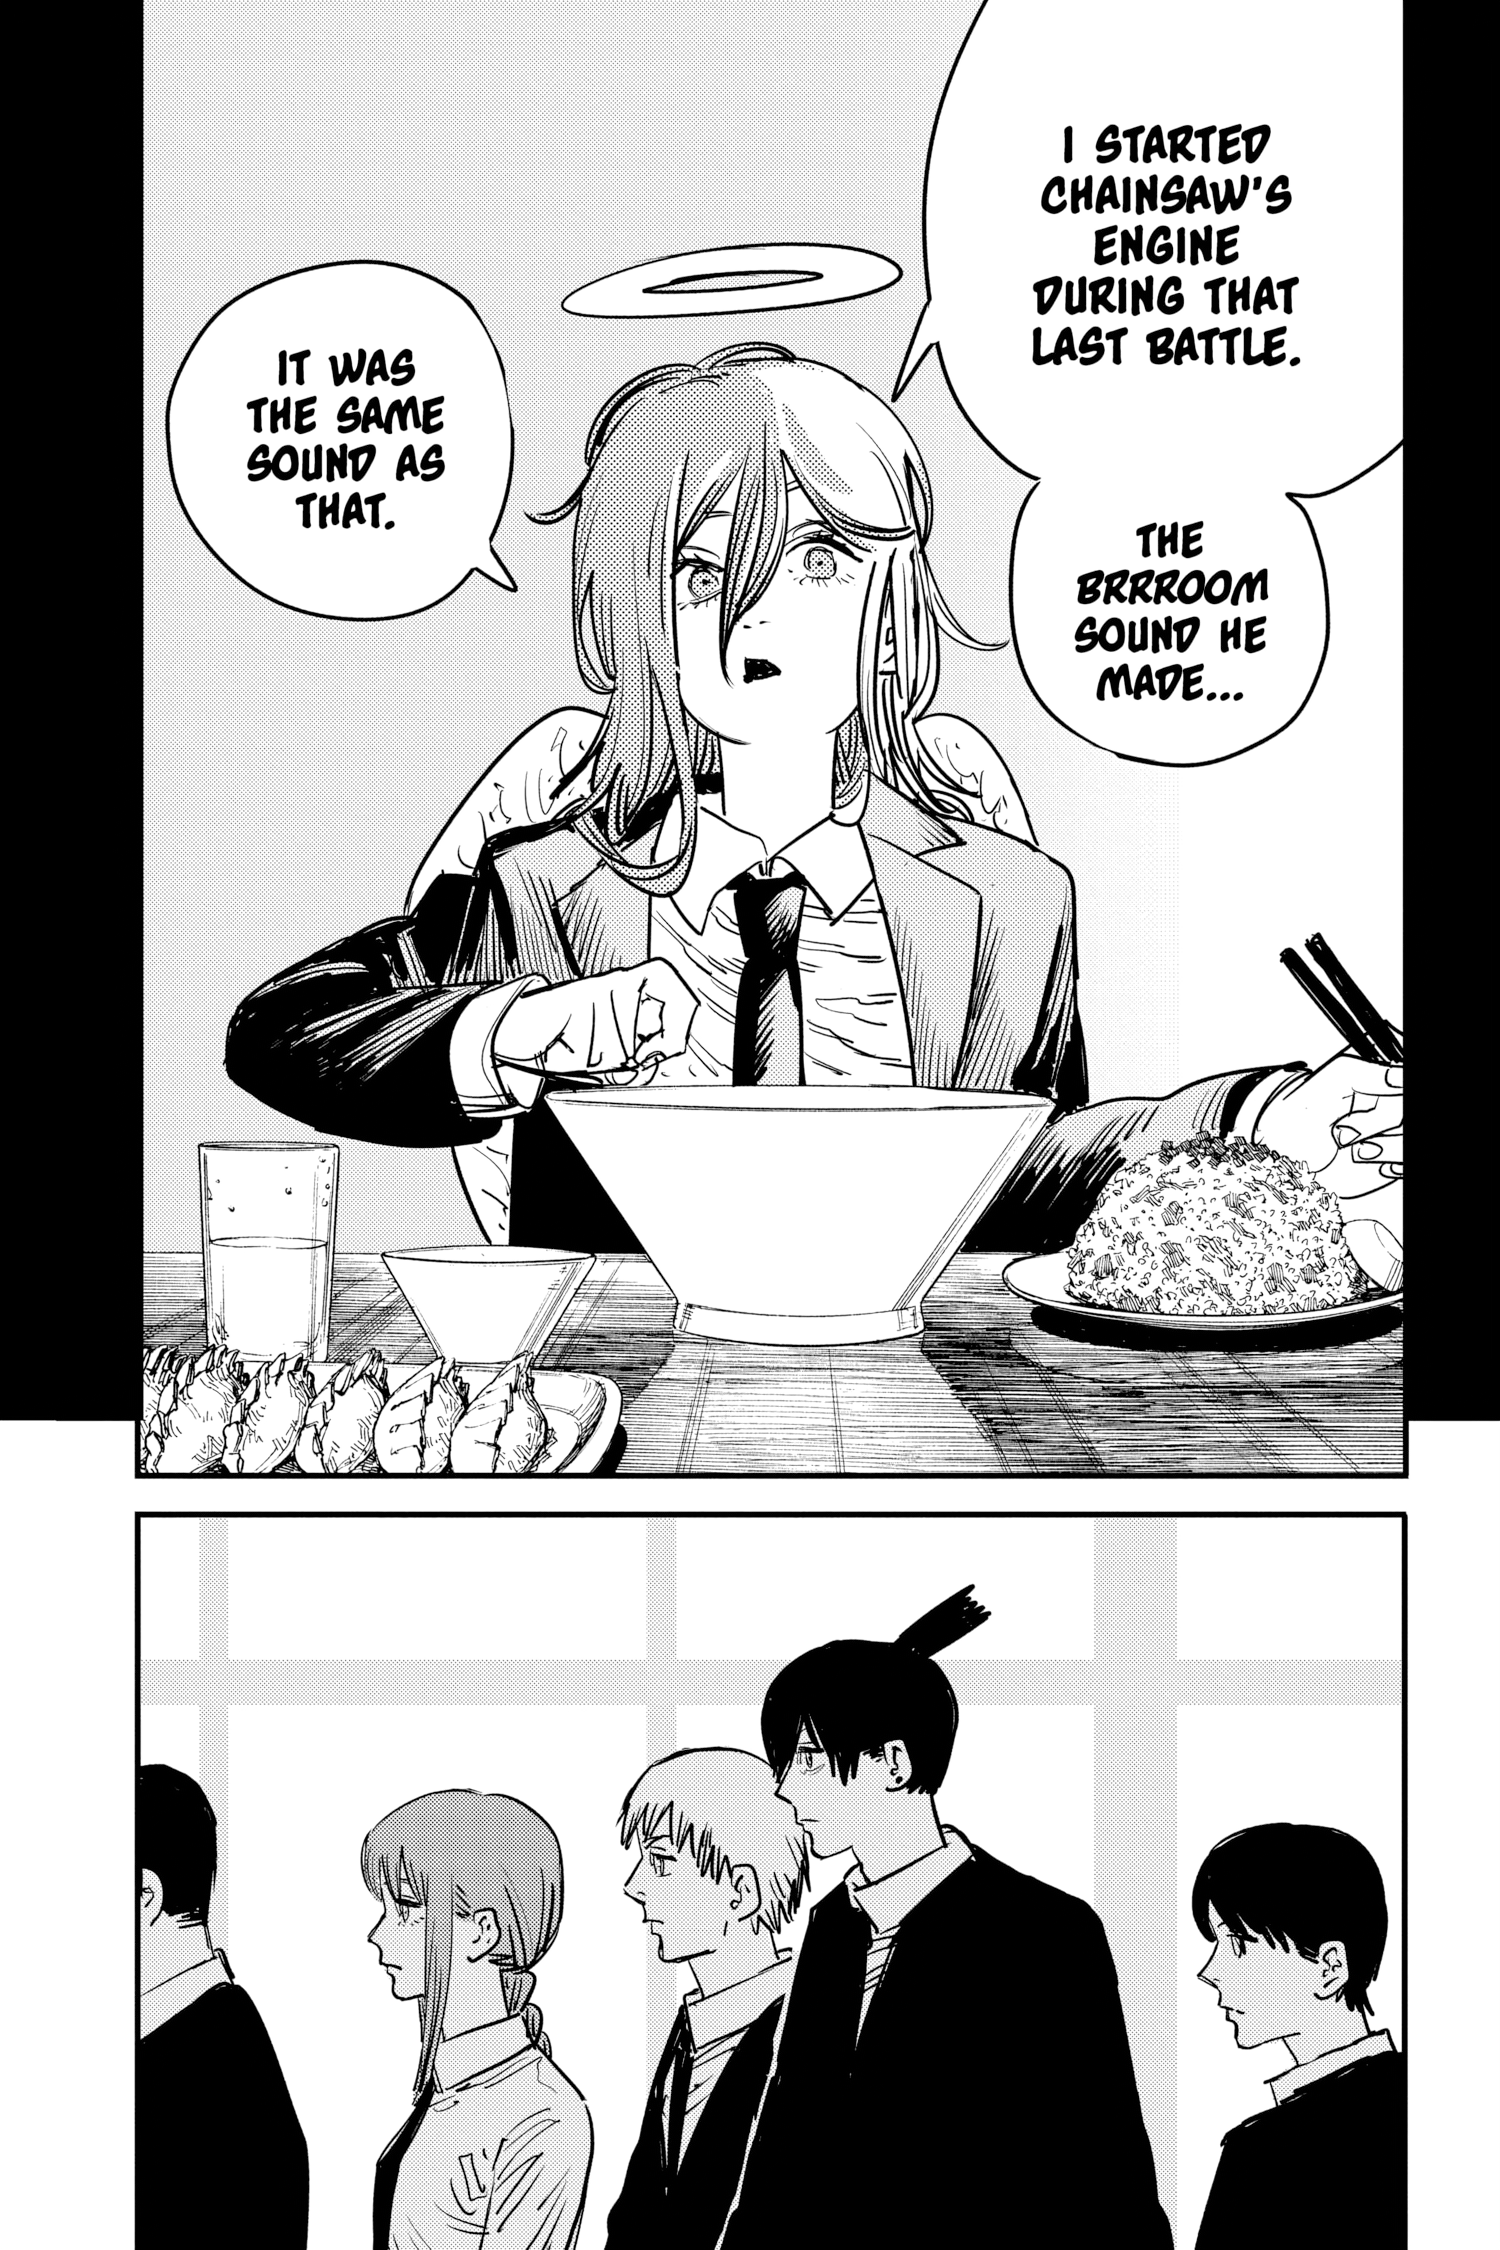 I STARTED
CHAINSAW'S
ENGINE
DURING THAT
LAST BATTLE.
THE
BRRROOM
SOUND HE
MADE...
IT WAS
THE SAME
SOUND AS
THAT.